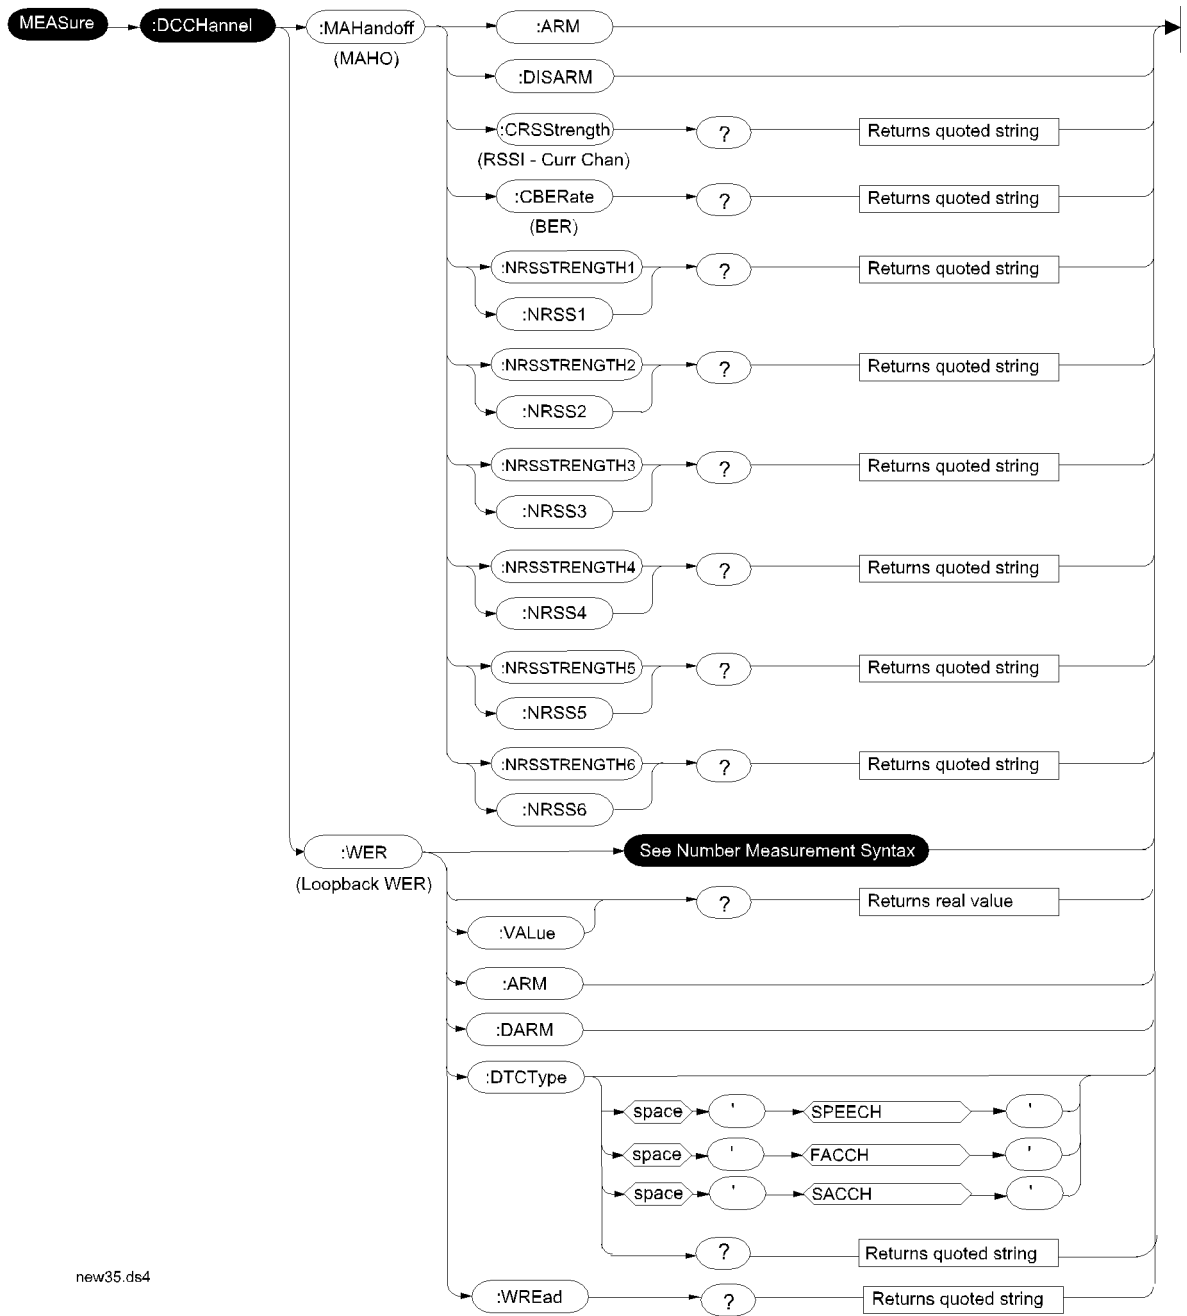 MEASure :DCCHannel :MAHandoff :ARM
(MAHO)
:DISARM
:CRSStrength ? Returns quoted string
(RSSI - Curr Chan)
:CBERate ? Returns quoted string
(BER)
:NRSSTRENGTH1 ? Returns quoted string
:NRSS1
:NRSSTRENGTH2 ? Returns quoted string
:NRSS2
:NRSSTRENGTH3 ? Returns quoted string
:NRSS3
:NRSSTRENGTH4 ? Returns quoted string
:NRSS4
:NRSSTRENGTH5 ? Returns quoted string
:NRSS5
:NRSSTRENGTH6 ? Returns quoted string
:NRSS6
:WER See Number Measurement Syntax
(Loopback WER)
? Returns real value
:VALue
:ARM
:DARM
:DTCType
space ' SPEECH '
space ' FACCH '
space ' SACCH '
? Returns quoted string
new35.ds4
:WREad ? Returns quoted string